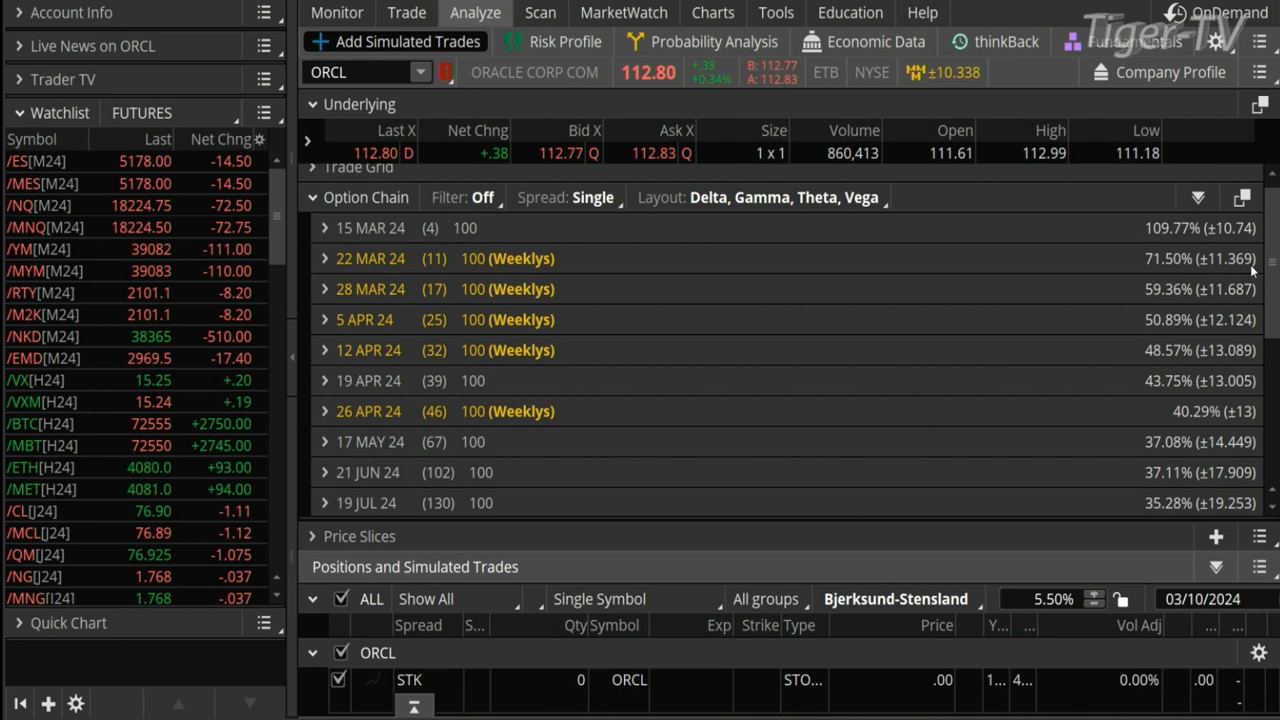 Account Info
Live News on ORCL
Trader TV
Watchlist FUTURES
Symbol Last Net Chng
/ES[M24] 5178.00 -14.50
/MES[M24] 5178.00 -14.50
/NQ[M24] 18224.75 -72.50
/MNQ[M24] 18224.50 -72.75
/YM[M24] 39082 -111.00
/MYM[M24] 39083 -110.00
/RTY[M24] 2101.1 -8.20
/M2K[M24] 2101.1 -8.20
/NKD[M24] 38365 -510.00
/EMD[M24] 2969.5 -17.40
/VX[H24] 15.25 +.20
/VXM[H24] 15.24 +.19
/BTC[H24] 72555 +2750.00
/MBT[H24] 72550 +2745.00
/ETH[H24] 4080.0 +93.00
/MET[H24] 4081.0 +94.00
/CL[J24] 76.90 -1.11
/MCL[J24] 76.89 -1.12
/QM[J24] 76.925 -1.075
/NG[J24] 1.768 -.037
/MNG[J24] 1.768 -.037
Quick Chart
Monitor Trade Analyze Scan MarketWatch Charts Tools Education Help OnDemand
Tiger-TV
Add Simulated Trades Risk Profile Probability Analysis Economic Data thinkBack Fundamentals
ORCL ORACLE CORP COM 112.80 +.38 +0.34% B: 112.77 A: 112.83 ETB NYSE ±10.338 Company Profile
Underlying
Last X Net Chng Bid X Ask X Size Volume Open High Low
112.80 D +.38 112.77 Q 112.83 Q 1 x 1 860,413 111.61 112.99 111.18
Trade Grid
Option Chain Filter: Off Spread: Single Layout: Delta, Gamma, Theta, Vega
15 MAR 24 (4) 100 109.77% (±10.74)
22 MAR 24 (11) 100 (Weeklys) 71.50% (±11.369)
28 MAR 24 (17) 100 (Weeklys) 59.36% (±11.687)
5 APR 24 (25) 100 (Weeklys) 50.89% (±12.124)
12 APR 24 (32) 100 (Weeklys) 48.57% (±13.089)
19 APR 24 (39) 100 43.75% (±13.005)
26 APR 24 (46) 100 (Weeklys) 40.29% (±13)
17 MAY 24 (67) 100 37.08% (±14.449)
21 JUN 24 (102) 100 37.11% (±17.909)
19 JUL 24 (130) 100 35.28% (±19.253)
Price Slices
Positions and Simulated Trades
ALL Show All Single Symbol All groups Bjerksund-Stensland 5.50% 03/10/2024
Spread S... Qty Symbol Exp Strike Type Price Y... ... Vol Adj ... ...
ORCL
STK 0 ORCL STO... .00 1... 4... 0.00% .00 -
-